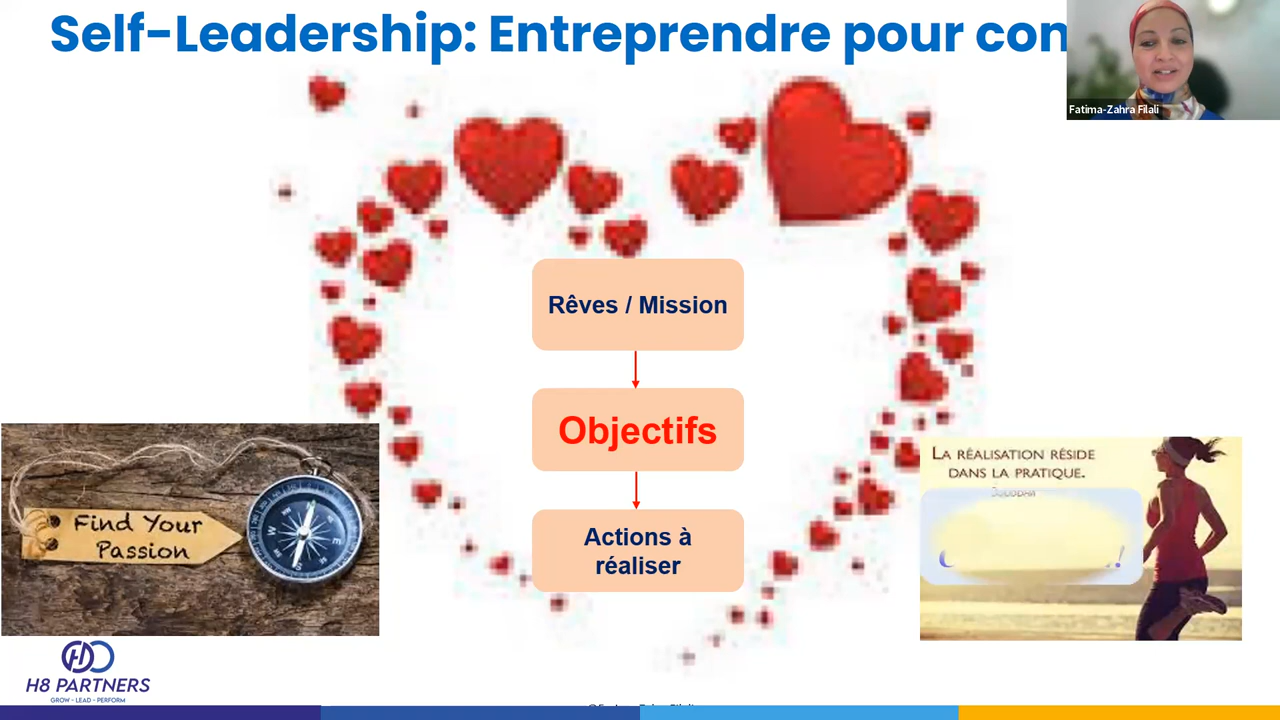 Self-Leadership: Entreprendre pour con
Fatima-Zahra Filali
Rêves / Mission
Objectifs
Actions à
réaliser
Find Your
Passion
W
E
S
LA RÉALISATION RÉSIDE
DANS LA PRATIQUE.
!
H8 PARTNERS
GROW - LEAD - PERFORM